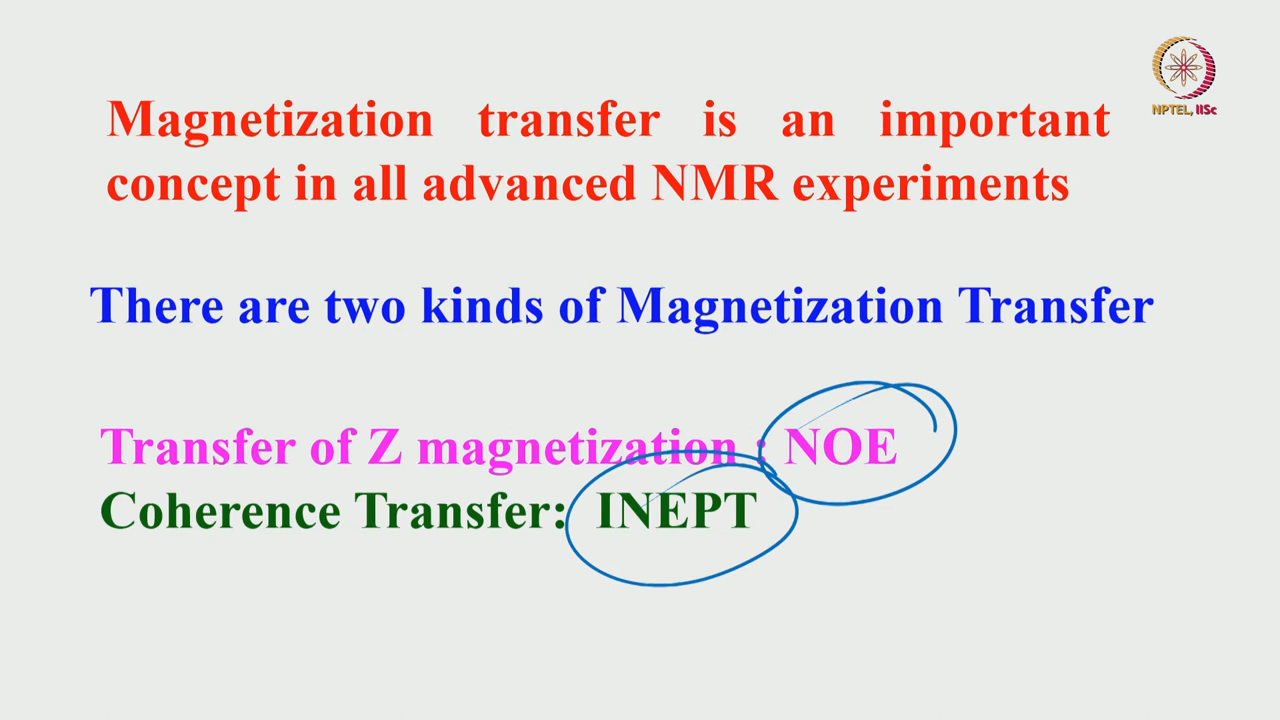 NPTEL, IISc
Magnetization transfer is an important
concept in all advanced NMR experiments
There are two kinds of Magnetization Transfer
Transfer of Z magnetization : NOE
Coherence Transfer: INEPT